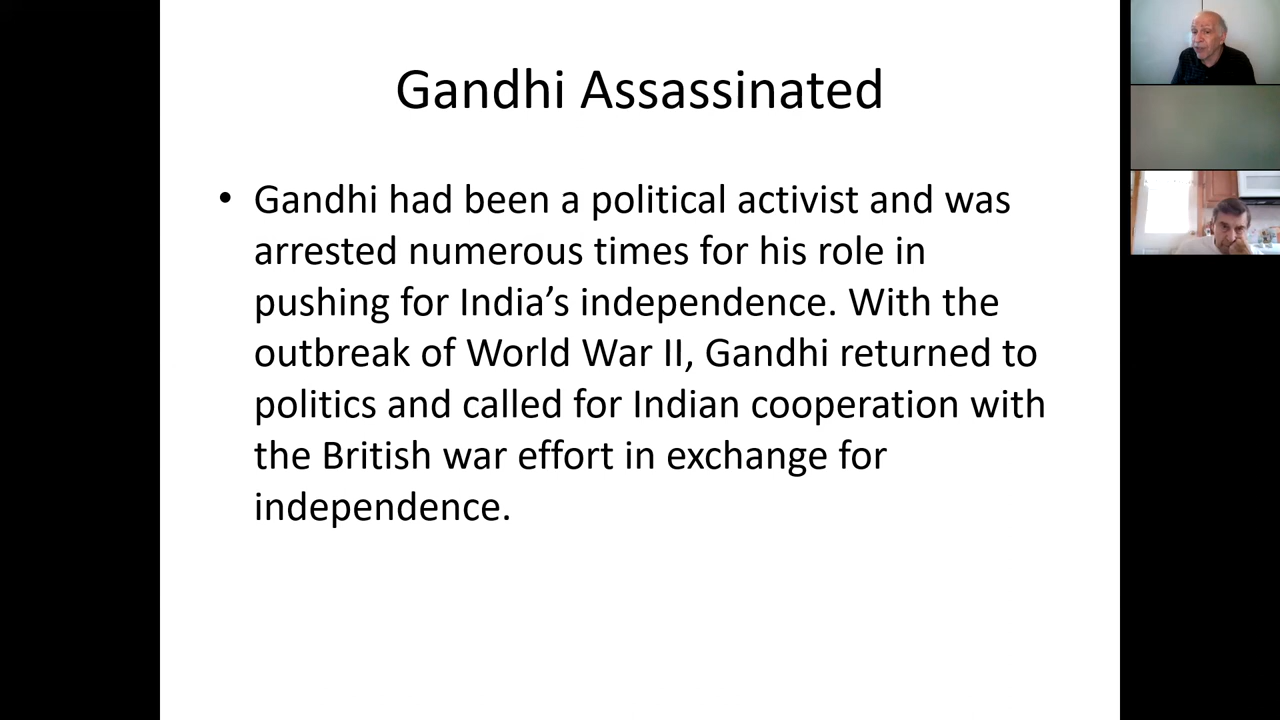 Gandhi Assassinated
• Gandhi had been a political activist and was
arrested numerous times for his role in
pushing for India’s independence. With the
outbreak of World War II, Gandhi returned to
politics and called for Indian cooperation with
the British war effort in exchange for
independence.